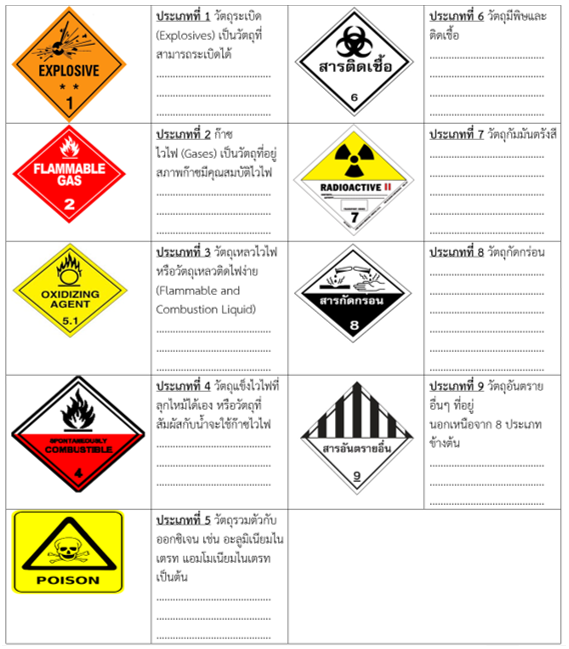 EXPLOSIVE
* *
1
ประเภทที่ 1 วัตถุระเบิด
(Explosives) เป็นวัตถุที่
สามารถระเบิดได้
.......................................
.......................................
.......................................
สารติดเชื้อ
6
ประเภทที่ 6 วัตถุมีพิษและ
ติดเชื้อ
.......................................
.......................................
.......................................
.......................................
FLAMMABLE
GAS
2
ประเภทที่ 2 ก๊าซ
ไวไฟ (Gases) เป็นวัตถุที่อยู่
สภาพก๊าซมีคุณสมบัติไวไฟ
.......................................
.......................................
.......................................
RADIOACTIVE II
7
ประเภทที่ 7 วัตถุกัมมันตรังสี
.......................................
.......................................
.......................................
.......................................
.......................................
OXIDIZING
AGENT
5.1
ประเภทที่ 3 วัตถุเหลวไวไฟ
หรือวัตถุเหลวติดไฟง่าย
(Flammable and
Combustion Liquid)
.......................................
.......................................
.......................................
สารกัดกรอน
8
ประเภทที่ 8 วัตถุกัดกร่อน
.......................................
.......................................
.......................................
.......................................
.......................................
.......................................
SPONTANEOUSLY
COMBUSTIBLE
4
ประเภทที่ 4 วัตถุแข็งไวไฟที่
ลุกไหม้ได้เอง หรือวัตถุที่
สัมผัสกับน้ำจะใช้ก๊าซไวไฟ
.......................................
.......................................
.......................................
สารอันตรายอื่น
9
ประเภทที่ 9 วัตถุอันตราย
อื่นๆ ที่อยู่
นอกเหนือจาก 8 ประเภท
ข้างต้น
.......................................
.......................................
.......................................
POISON
ประเภทที่ 5 วัตถุรวมตัวกับ
ออกซิเจน เช่น อะลูมิเนียมไน
เตรท แอมโมเนียมไนเตรท
เป็นต้น
.......................................
.......................................
.......................................